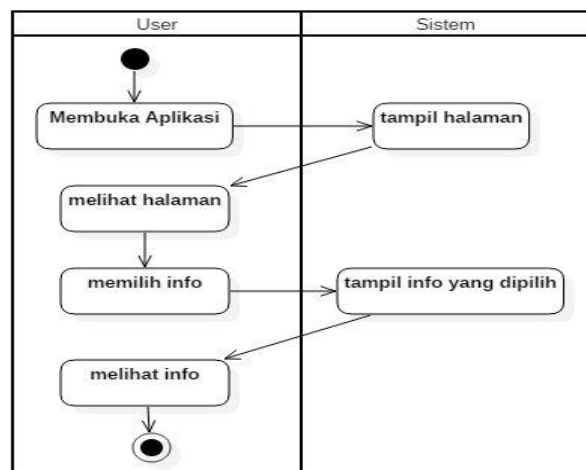 User
Sistem
Membuka Aplikasi
tampil halaman
melihat halaman
memilih info
tampil info yang dipilih
melihat info